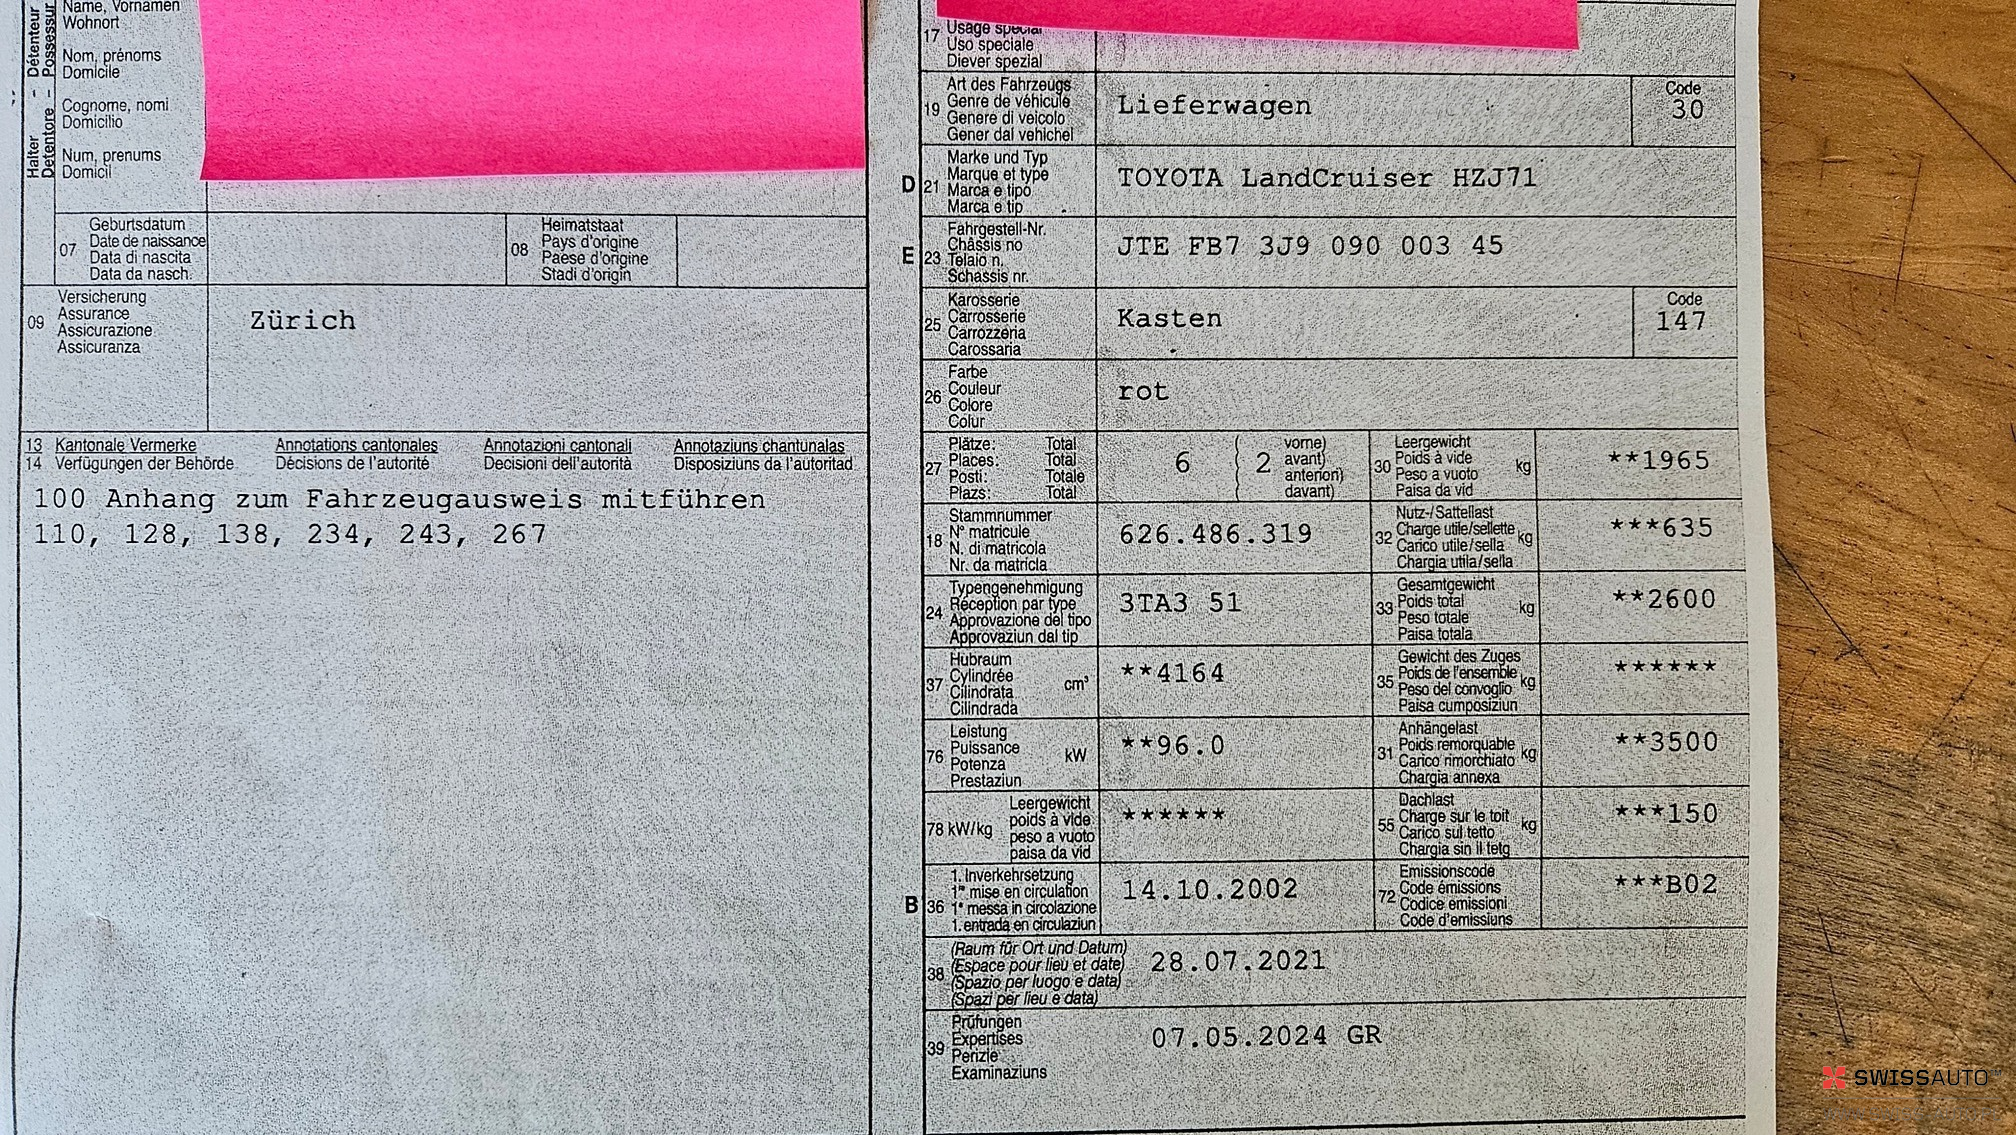 Halter Détenteur
Detentore - Possessur
Name, Vornamen
Wohnort
Nom, prénoms
Domicile
Cognome, nomi
Domicilio
Num, prenums
Domicil
07 Geburtsdatum
Date de naissance
Data di nascita
Data da nasch.
08 Heimatstaat
Pays d'origine
Paese d'origine
Stadi d'origin
09 Versicherung
Assurance
Assicurazione
Assicuranza
Zürich
13 Kantonale Vermerke Annotations cantonales Annotazioni cantonali Annotaziuns chantunalas
14 Verfügungen der Behörde Décisions de l'autorité Decisioni dell'autorità Disposiziuns da l'autoritad
100 Anhang zum Fahrzeugausweis mitführen
110, 128, 138, 234, 243, 267
17 Usage spécial
Uso speciale
Diever spezial
19 Art des Fahrzeugs
Genre de véhicule
Genere di veicolo
Gener dal vehichel
Lieferwagen
Code
30
D 21 Marke und Typ
Marque et type
Marca e tipo
Marca e tip
TOYOTA LandCruiser HZJ71
E 23 Fahrgestell-Nr.
Châssis no
Telaio n.
Schassis nr.
JTE FB7 3J9 090 003 45
25 Karosserie
Carrosserie
Carrozzeria
Carossaria
Kasten
Code
147
26 Farbe
Couleur
Colore
Colur
rot
27 Plätze: Total
Places: Total
Posti: Totale
Plazs: Total
6 ( 2 vorne)
avant)
anteriori)
davant)
30 Leergewicht
Poids à vide
Peso a vuoto
Paisa da vid
kg
**1965
18 Stammnummer
N° matricule
N. di matricola
Nr. da matricla
626.486.319
32 Nutz-/Sattellast
Charge utile/sellette
Carico utile/sella
Chargia utila/sella
kg
***635
24 Typengenehmigung
Réception par type
Approvazione del tipo
Approvaziun dal tip
3TA3 51
33 Gesamtgewicht
Poids total
Peso totale
Paisa totala
kg
**2600
37 Hubraum
Cylindrée
Cilindrata
Cilindrada
cm³
**4164
35 Gewicht des Zuges
Poids de l'ensemble
Peso del convoglio
Paisa cumposiziun
kg
******
76 Leistung
Puissance
Potenza
Prestaziun
kW
**96.0
31 Anhängelast
Poids remorquable
Carico rimorchiato
Chargia annexa
kg
**3500
78 kW/kg Leergewicht
poids à vide
peso a vuoto
paisa da vid
******
55 Dachlast
Charge sur le toit
Carico sul tetto
Chargia sin il tetg
kg
***150
B 36 1. Inverkehrsetzung
1re mise en circulation
1a messa in circolazione
1. entrada en circulaziun
14.10.2002
72 Emissionscode
Code émissions
Codice emissioni
Code d'emissiuns
***B02
38 (Raum für Ort und Datum)
(Espace pour lieu et date)
(Spazio per luogo e data)
(Spazi per lieu e data)
28.07.2021
39 Prüfungen
Expertises
Perizie
Examinaziuns
07.05.2024 GR
SWISSAUTO